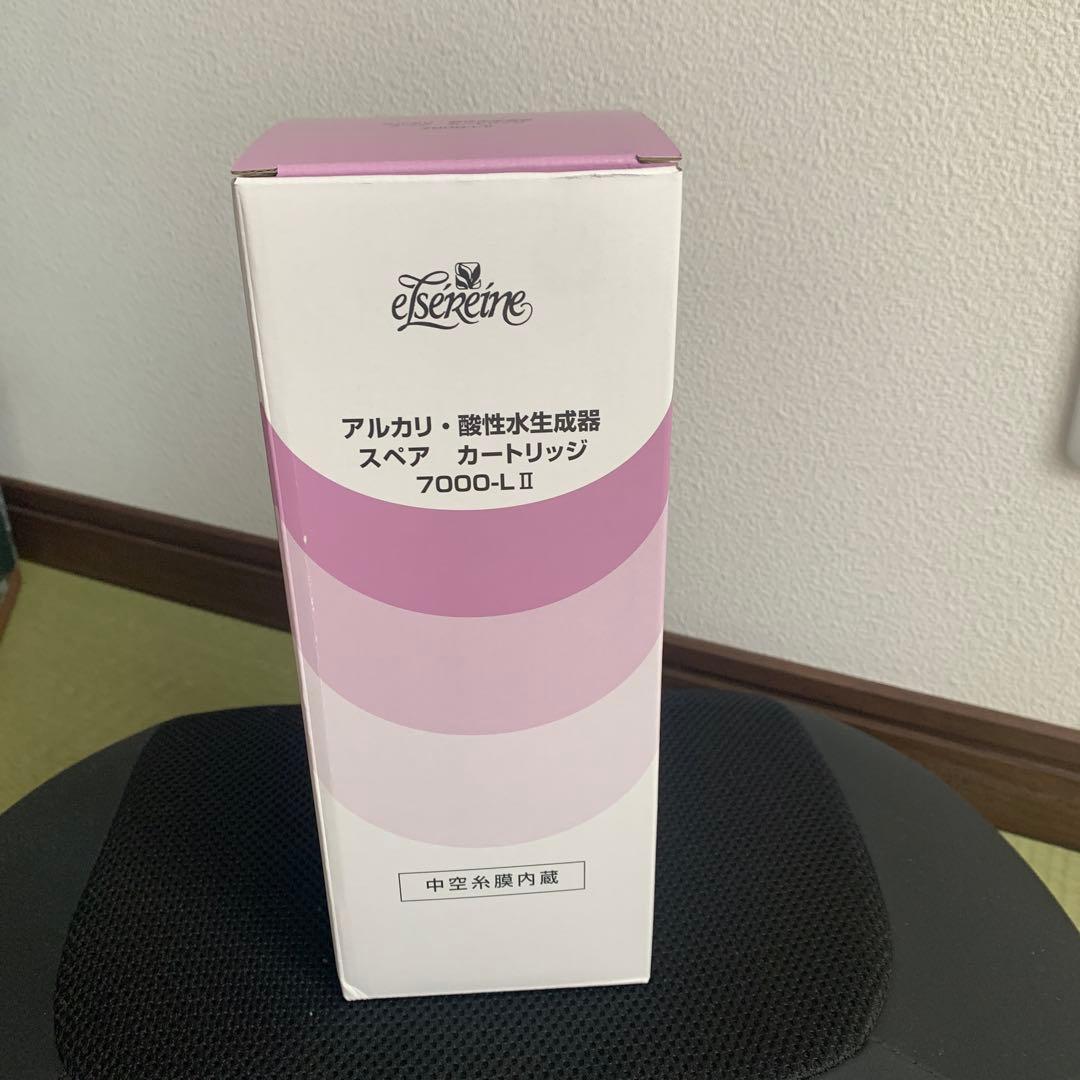 elséreine
アルカリ・酸性水生成器
スペア カートリッジ
7000-LⅡ
中空糸膜内蔵